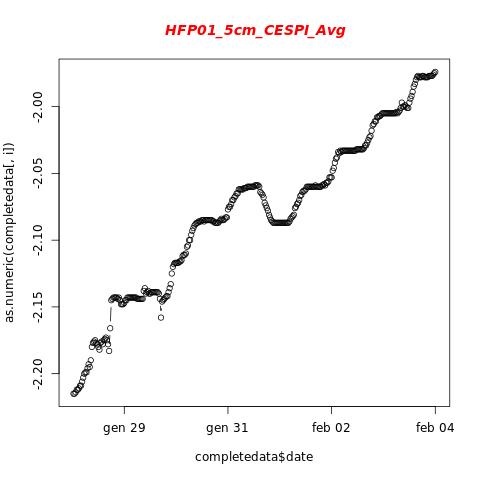 HFP01_5cm_CESPI_Avg
as.numeric(completedata[, i])
-2.00
-2.05
-2.10
-2.15
-2.20
gen 29
gen 31
feb 02
feb 04
completedata$date